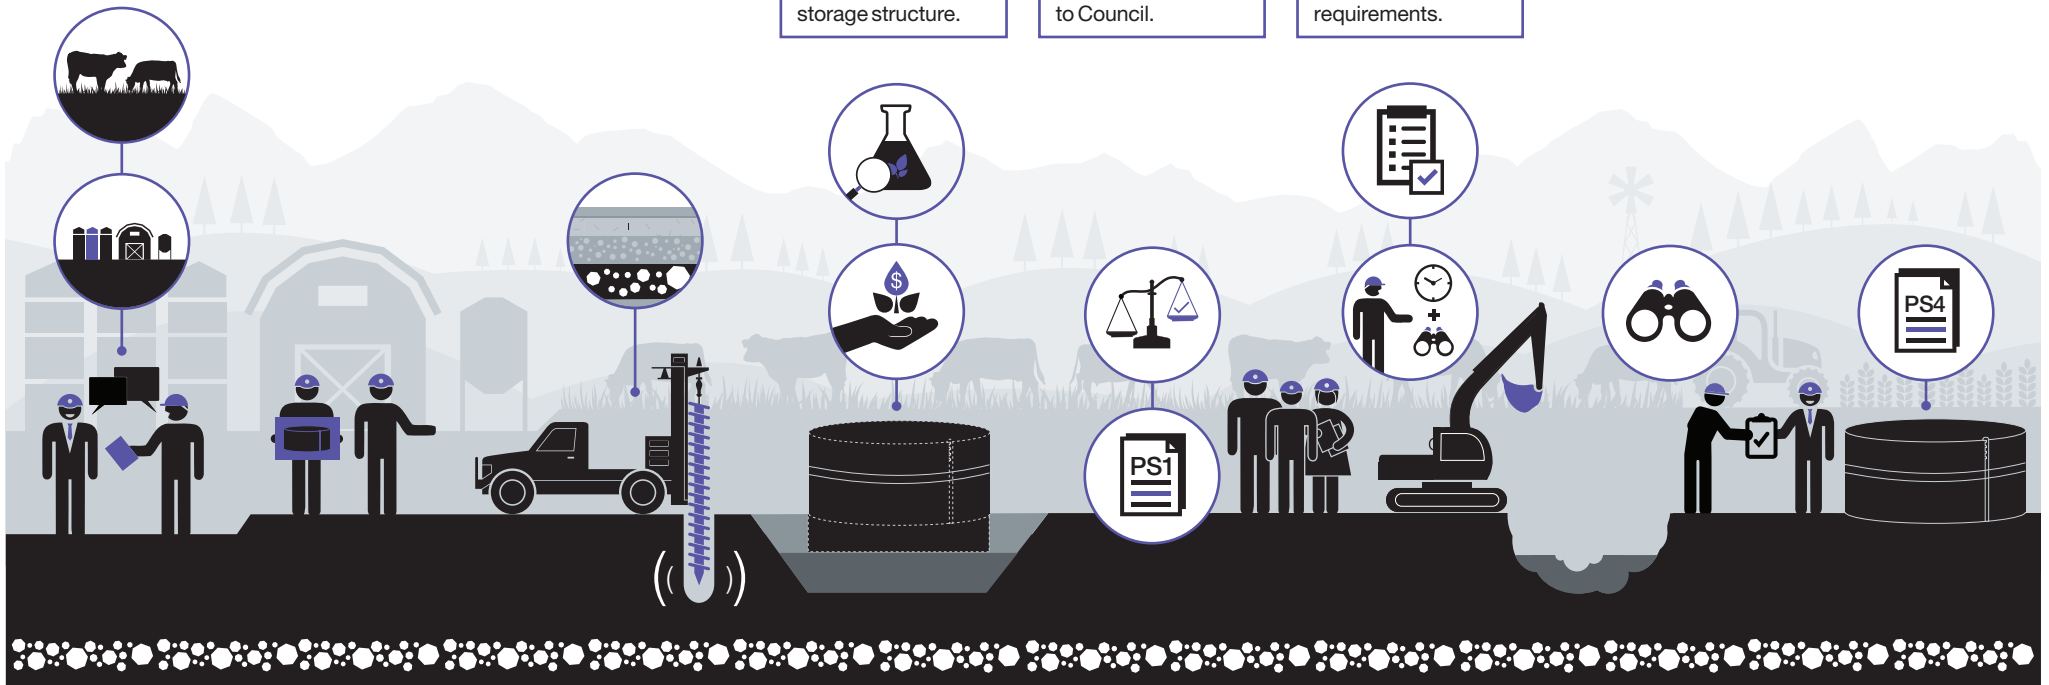 storage structure.
to Council.
requirements.
$
PS4
PS1